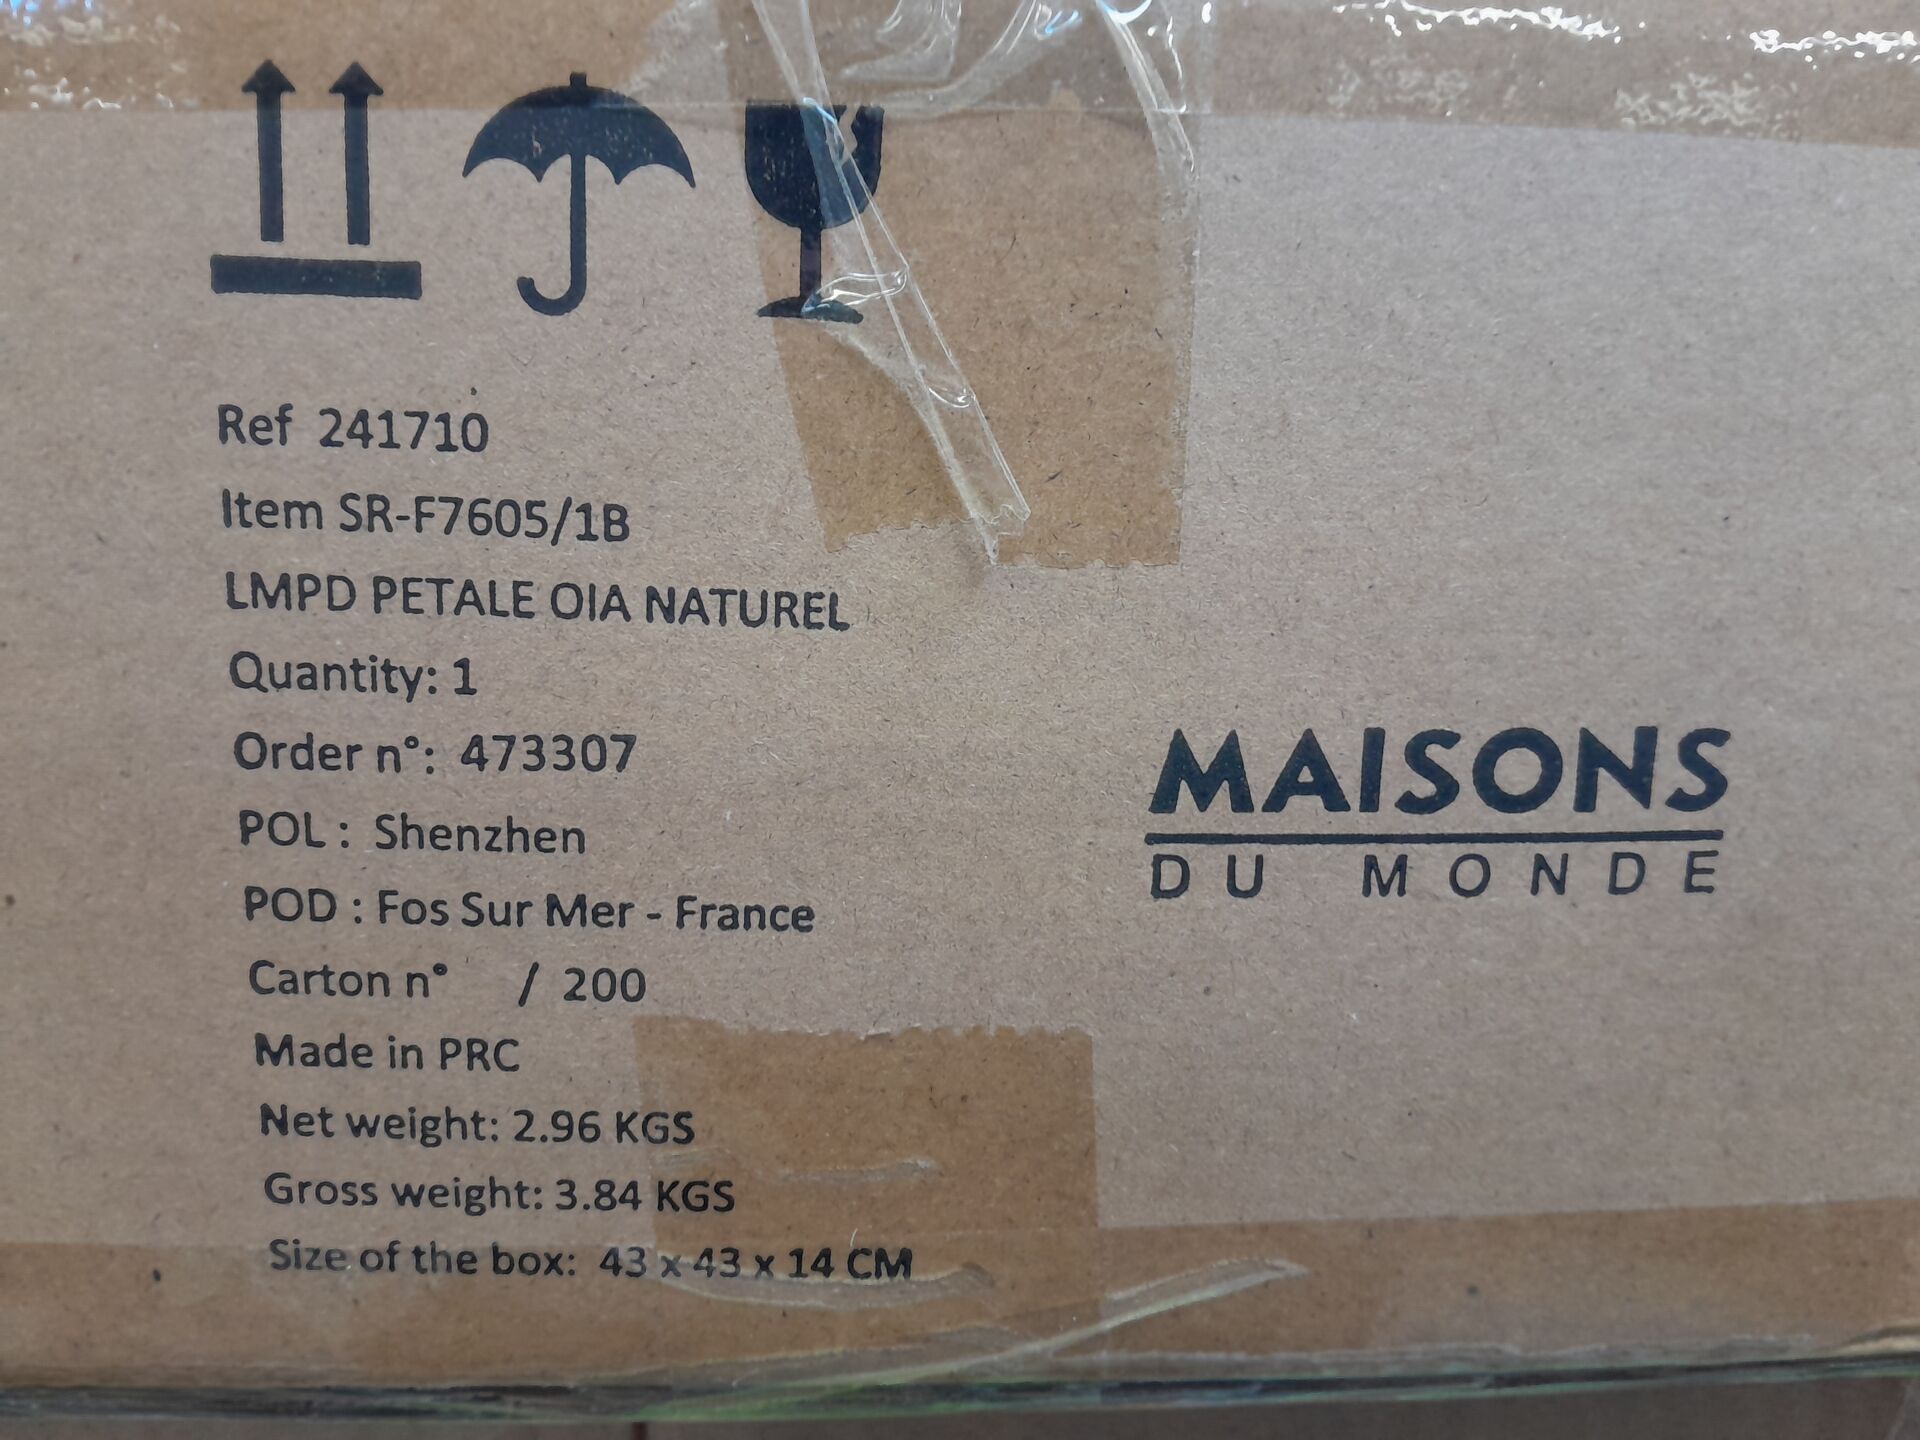 Ref 241710
Item SR-F7605/1B
LMPD PETALE OIA NATUREL
Quantity: 1
Order n°: 473307
POL : Shenzhen
POD : Fos Sur Mer - France
Carton n° / 200
Made in PRC
Net weight: 2.96 KGS
Gross weight: 3.84 KGS
Size of the box: 43 x 43 x 14 CM
MAISONS
DU MONDE